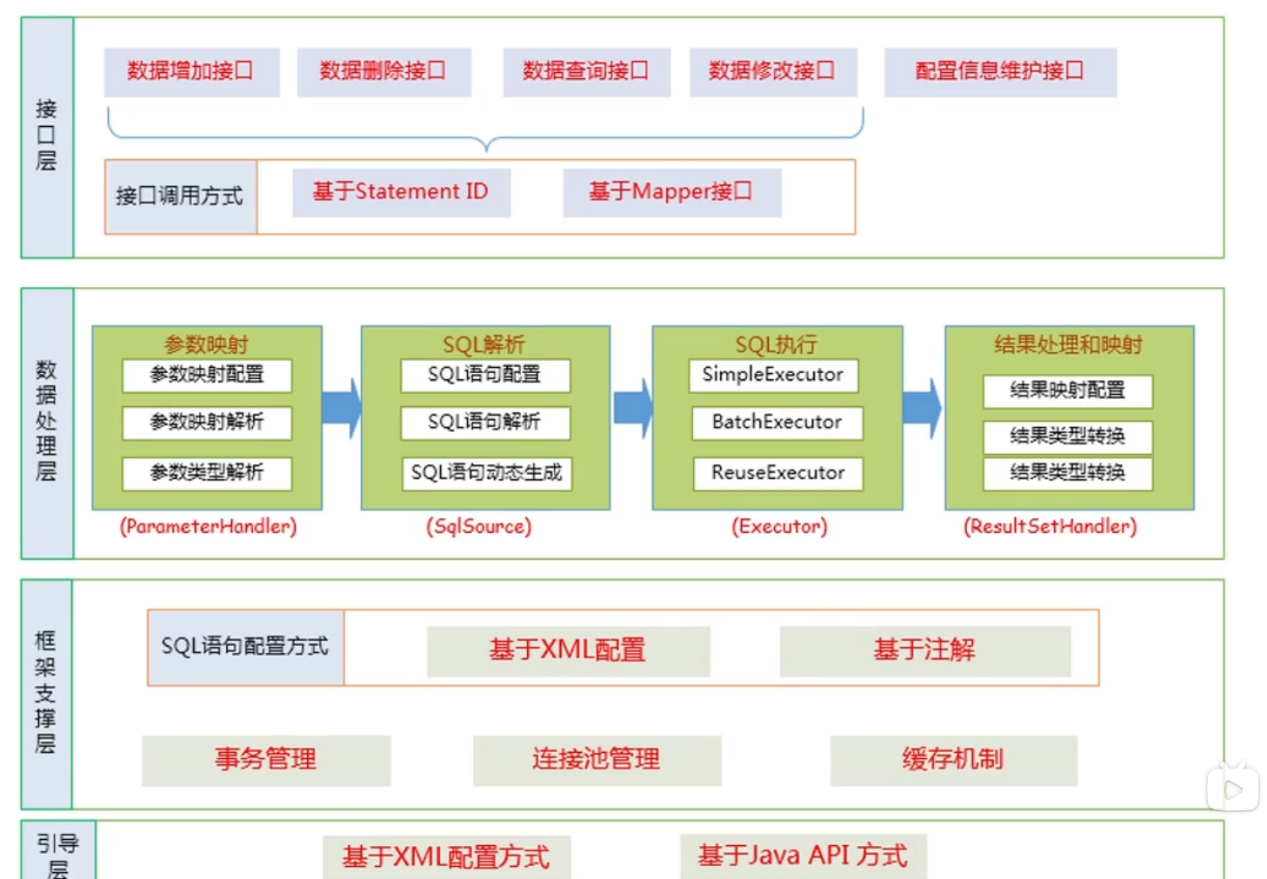 接口层
数据增加接口
数据删除接口
数据查询接口
数据修改接口
配置信息维护接口
接口调用方式
基于Statement ID
基于Mapper接口
数据处理层
参数映射
参数映射配置
参数映射解析
参数类型解析
(ParameterHandler)
SQL解析
SQL语句配置
SQL语句解析
SQL语句动态生成
(SqlSource)
SQL执行
SimpleExecutor
BatchExecutor
ReuseExecutor
(Executor)
结果处理和映射
结果映射配置
结果类型转换
结果类型转换
(ResultSetHandler)
框架支撑层
SQL语句配置方式
基于XML配置
基于注解
事务管理
连接池管理
缓存机制
引导层
基于XML配置方式
基于Java API 方式